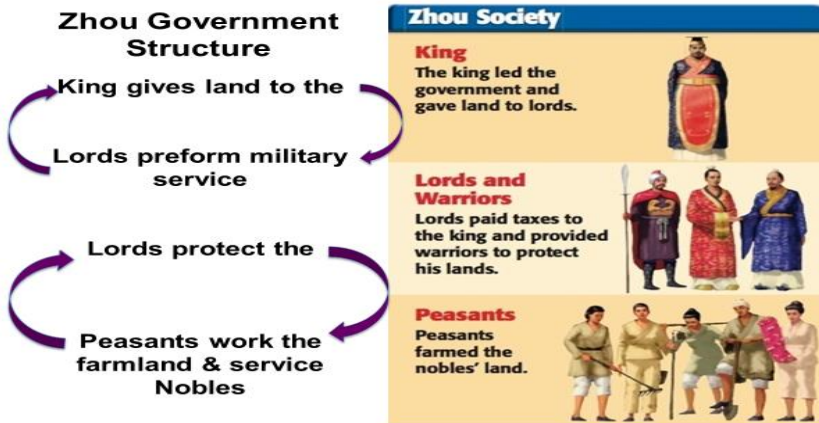 Zhou Government
Structure
King gives land to the
Lords preform military
service
Lords protect the
Peasants work the
farmland & service
Nobles
Zhou Society
King
The king led the
government and
gave land to lords.
Lords and
Warriors
Lords paid taxes to
the king and provided
warriors to protect
his lands.
Peasants
Peasants
farmed the
nobles' land.